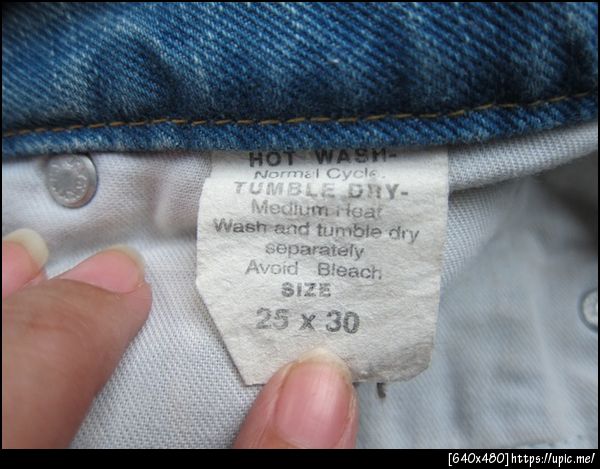 HOT WASH-
Normal Cycle.
TUMBLE DRY-
Medium Heat
Wash and tumble dry
separately
Avoid Bleach
SIZE
25 x 30
[640x480]https://upic.me/